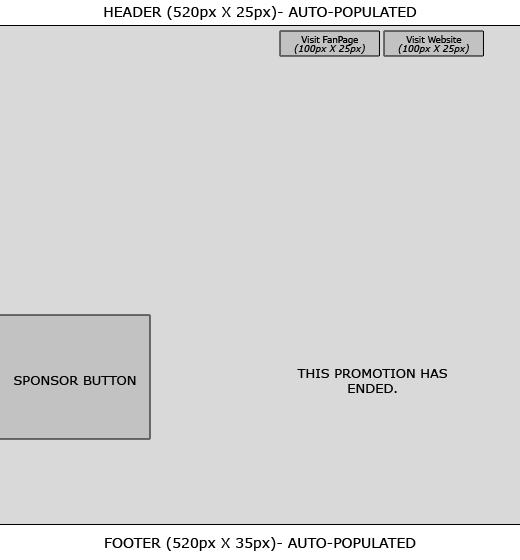 HEADER (520px X 25px)- AUTO-POPULATED
Visit FanPage
(100px X 25px)
Visit Website
(100px X 25px)
SPONSOR BUTTON
THIS PROMOTION HAS
ENDED.
FOOTER (520px X 35px)- AUTO-POPULATED